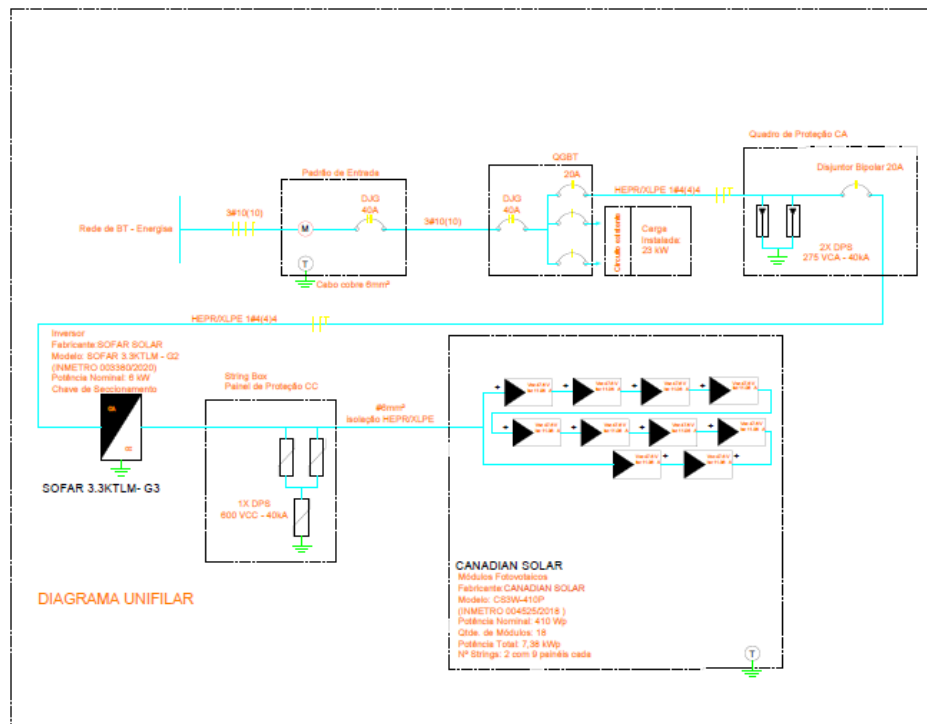 Quadro de Proteção CA
QGBT
20A
Disjuntor Bipolar 20A
Padrão de Entrada
HEPR/XLPE 1#4(4)4
DJG
40A
DJG
40A
3#10(10)
3#10(10)
Rede de BT - Energisa
M
Circuito existente
Carga
Instalada:
23 kW
2X DPS
275 VCA - 40kA
T
Cabo cobre 6mm²
HEPR/XLPE 1#4(4)4
Inversor
Fabricante:SOFAR SOLAR
Modelo: SOFAR 3.3KTLM - G2
(INMETRO 003380/2020)
Potência Nominal: 6 kW
Chave de Seccionamento
String Box
Painel de Proteção CC
#6mm²
isolação HEPR/XLPE
CA
CC
SOFAR 3.3KTLM- G3
1X DPS
600 VCC - 40kA
CANADIAN SOLAR
Módulos Fotovoltaicos
Fabricante:CANADIAN SOLAR
Modelo: CS3W-410P
(INMETRO 004525/2018 )
Potência Nominal: 410 Wp
Qtde. de Módulos: 18
Potência Total: 7,38 kWp
Nº Strings: 2 com 9 painéis cada
T
DIAGRAMA UNIFILAR